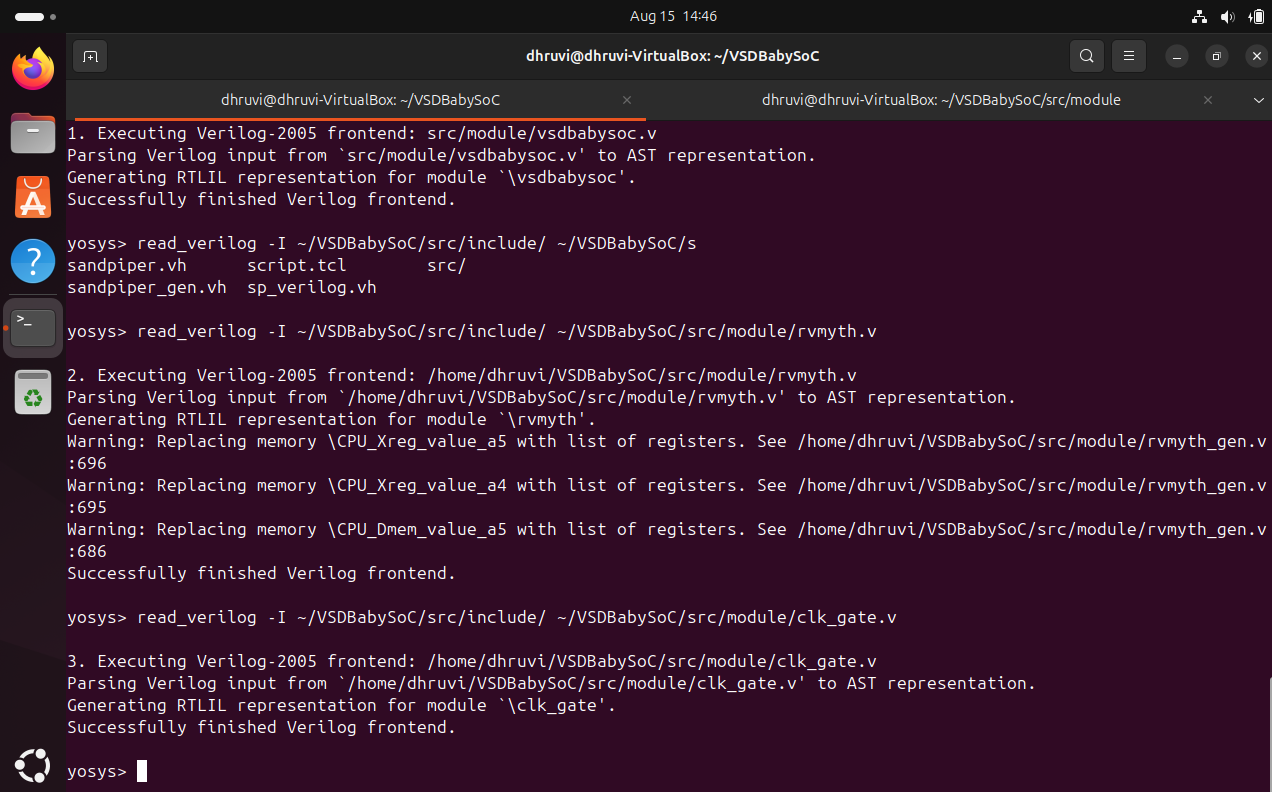 Aug 15 14:46
dhruvi@dhruvi-VirtualBox: ~/VSDBabySoC
dhruvi@dhruvi-VirtualBox: ~/VSDBabySoC
dhruvi@dhruvi-VirtualBox: ~/VSDBabySoC/src/module
1. Executing Verilog-2005 frontend: src/module/vsdbabysoc.v
Parsing Verilog input from `src/module/vsdbabysoc.v' to AST representation.
Generating RTLIL representation for module `\vsdbabysoc'.
Successfully finished Verilog frontend.
yosys> read_verilog -I ~/VSDBabySoC/src/include/ ~/VSDBabySoC/s
sandpiper.vh      script.tcl        src/
sandpiper_gen.vh  sp_verilog.vh
yosys> read_verilog -I ~/VSDBabySoC/src/include/ ~/VSDBabySoC/src/module/rvmyth.v
2. Executing Verilog-2005 frontend: /home/dhruvi/VSDBabySoC/src/module/rvmyth.v
Parsing Verilog input from `/home/dhruvi/VSDBabySoC/src/module/rvmyth.v' to AST representation.
Generating RTLIL representation for module `\rvmyth'.
Warning: Replacing memory \CPU_Xreg_value_a5 with list of registers. See /home/dhruvi/VSDBabySoC/src/module/rvmyth_gen.v
:696
Warning: Replacing memory \CPU_Xreg_value_a4 with list of registers. See /home/dhruvi/VSDBabySoC/src/module/rvmyth_gen.v
:695
Warning: Replacing memory \CPU_Dmem_value_a5 with list of registers. See /home/dhruvi/VSDBabySoC/src/module/rvmyth_gen.v
:686
Successfully finished Verilog frontend.
yosys> read_verilog -I ~/VSDBabySoC/src/include/ ~/VSDBabySoC/src/module/clk_gate.v
3. Executing Verilog-2005 frontend: /home/dhruvi/VSDBabySoC/src/module/clk_gate.v
Parsing Verilog input from `/home/dhruvi/VSDBabySoC/src/module/clk_gate.v' to AST representation.
Generating RTLIL representation for module `\clk_gate'.
Successfully finished Verilog frontend.
yosys>